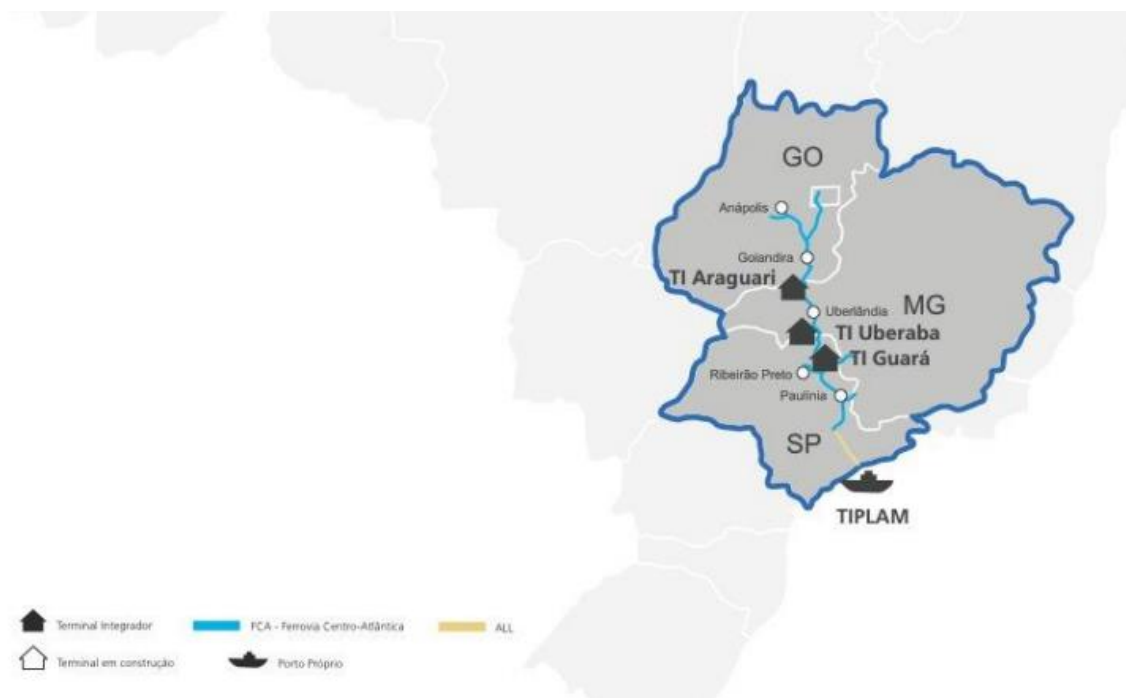 GO
Anápolis
Goiandira
TI Araguari
Uberlândia
MG
TI Uberaba
TI Guará
Ribeirão Preto
Paulínia
SP
TIPLAM
Terminal Integrador
FCA - Ferrovia Centro-Atlântica
ALL
Terminal em construção
Porto Próprio